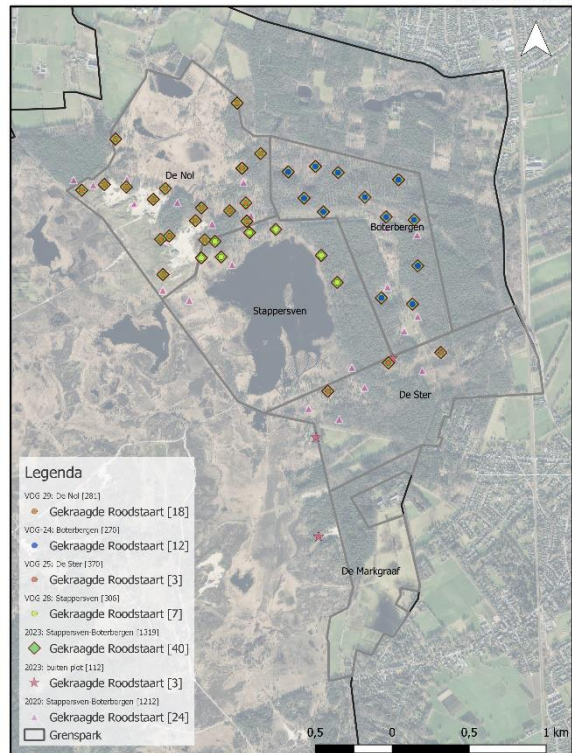 De Nol
Boterbergen
Stappersven
De Ster
De Markgraaf
Legenda
VOG 29: De Nol [281]
Gekraagde Roodstaart [18]
VOG 24: Boterbergen [270]
Gekraagde Roodstaart [12]
VOG 25: De Ster [370]
Gekraagde Roodstaart [3]
VOG 28: Stappersven [306]
Gekraagde Roodstaart [7]
2023: Stappersven-Boterbergen [1319]
Gekraagde Roodstaart [40]
2023: buiten plot [112]
Gekraagde Roodstaart [3]
2020: Stappersven-Boterbergen [1212]
Gekraagde Roodstaart [24]
Grenspark
0,5 0 0,5 1 km